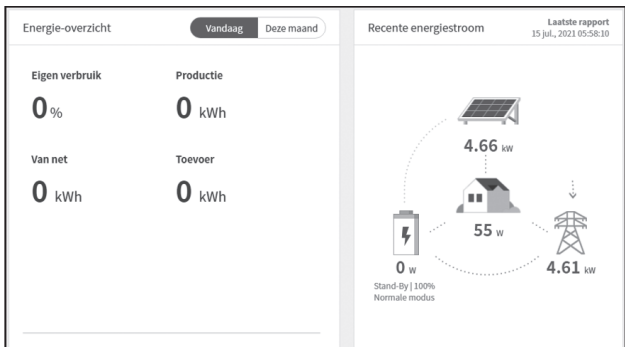 Energie-overzicht
Vandaag
Deze maand
Eigen verbruik
Productie
0 %
0 kWh
Van net
Toevoer
0 kWh
0 kWh
Recente energiestroom
Laatste rapport
15 jul., 2021 05:58:10
4.66 kW
55 W
0 W
Stand-By | 100%
Normale modus
4.61 kW